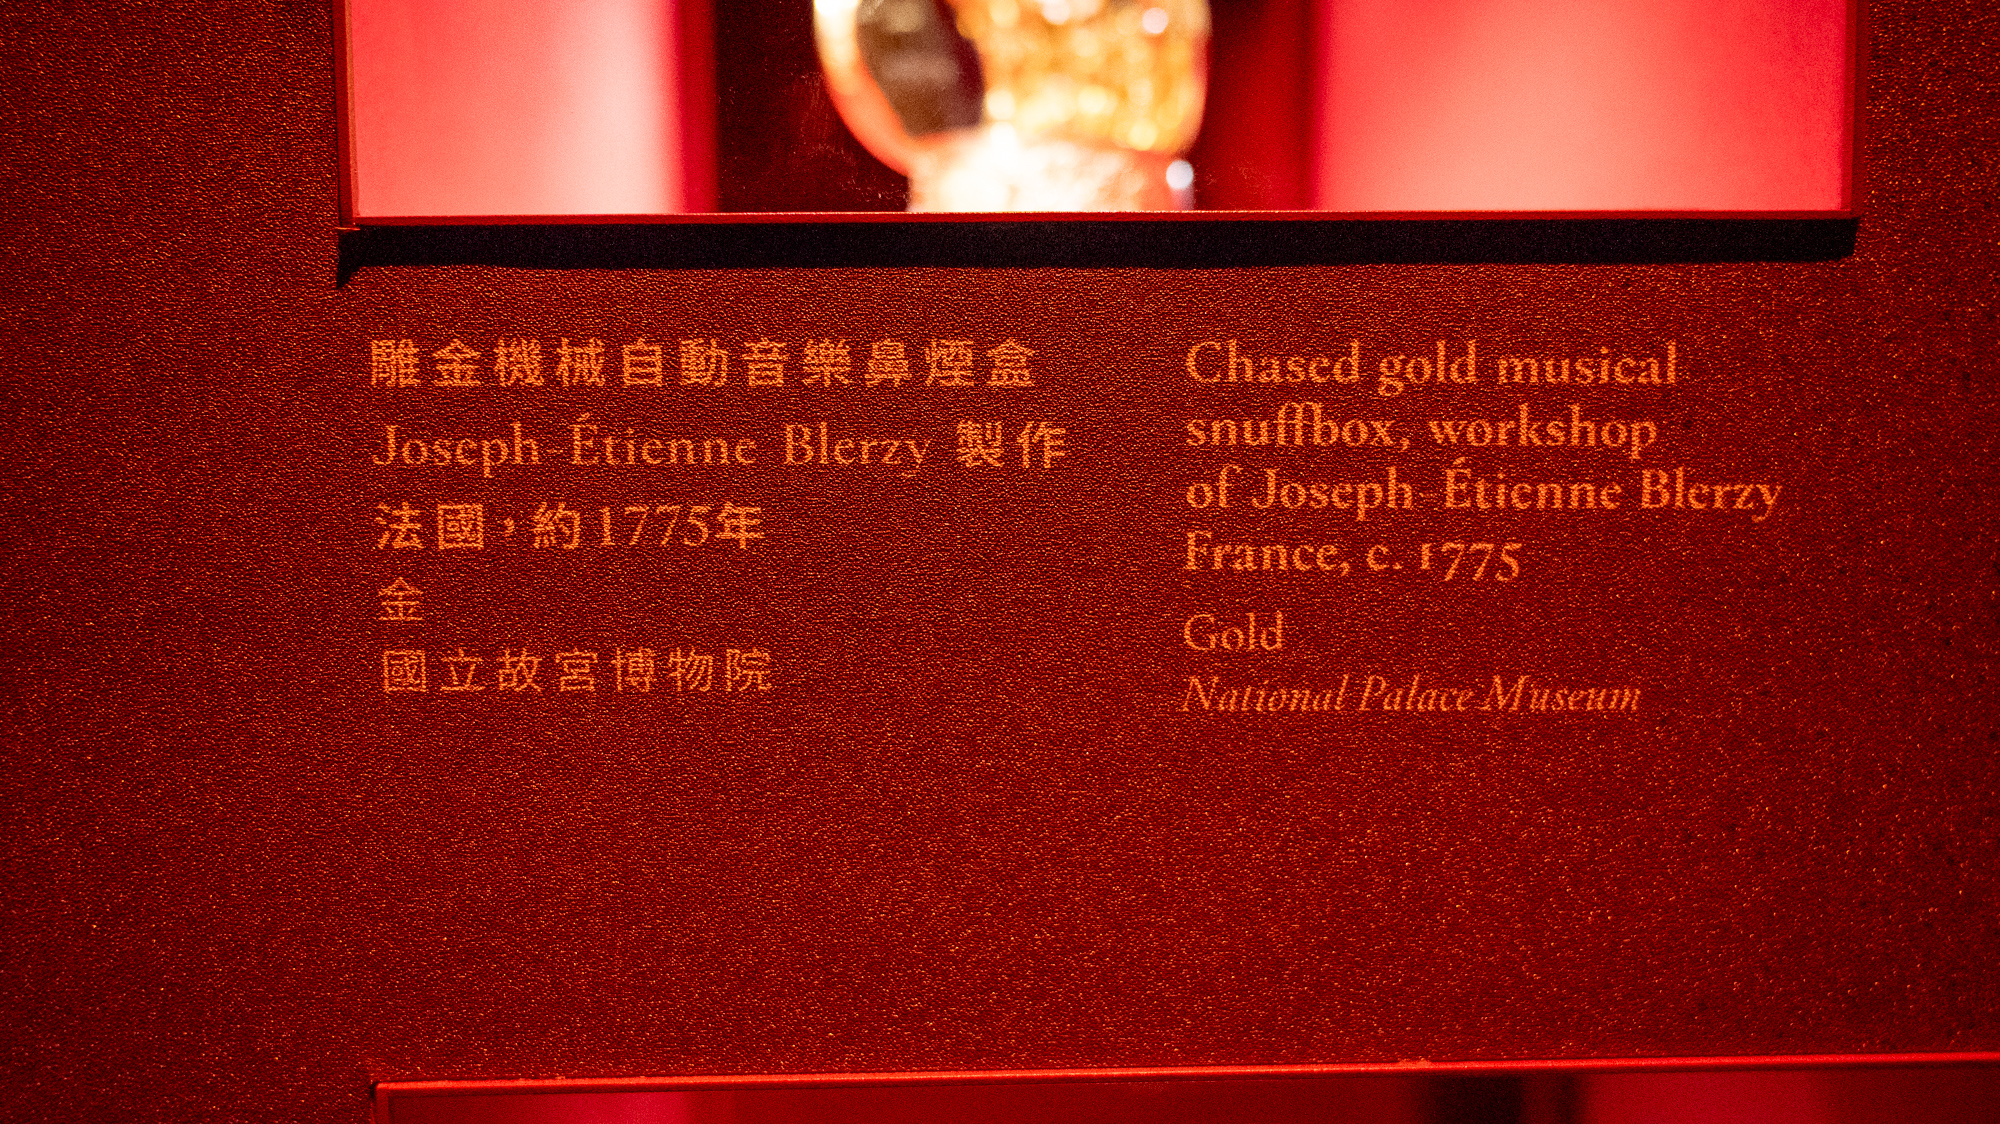 雕金機械自動音樂鼻煙盒
Joseph-Étienne Blerzy 製作
法國，約1775年
金
國立故宮博物院
Chased gold musical
snuffbox, workshop
of Joseph-Étienne Blerzy
France, c. 1775
Gold
National Palace Museum